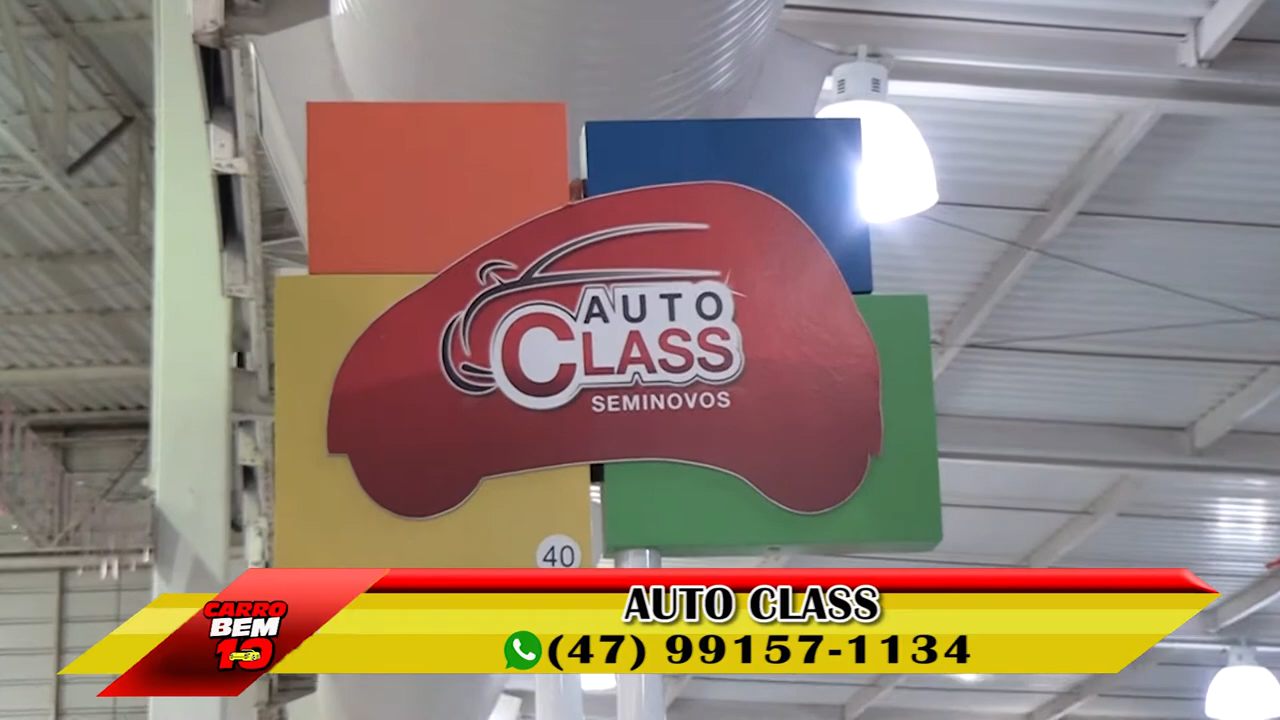 AUTO
CLASS
SEMINOVOS
40
CARRO
BEM
10
AUTO CLASS
(47) 99157-1134